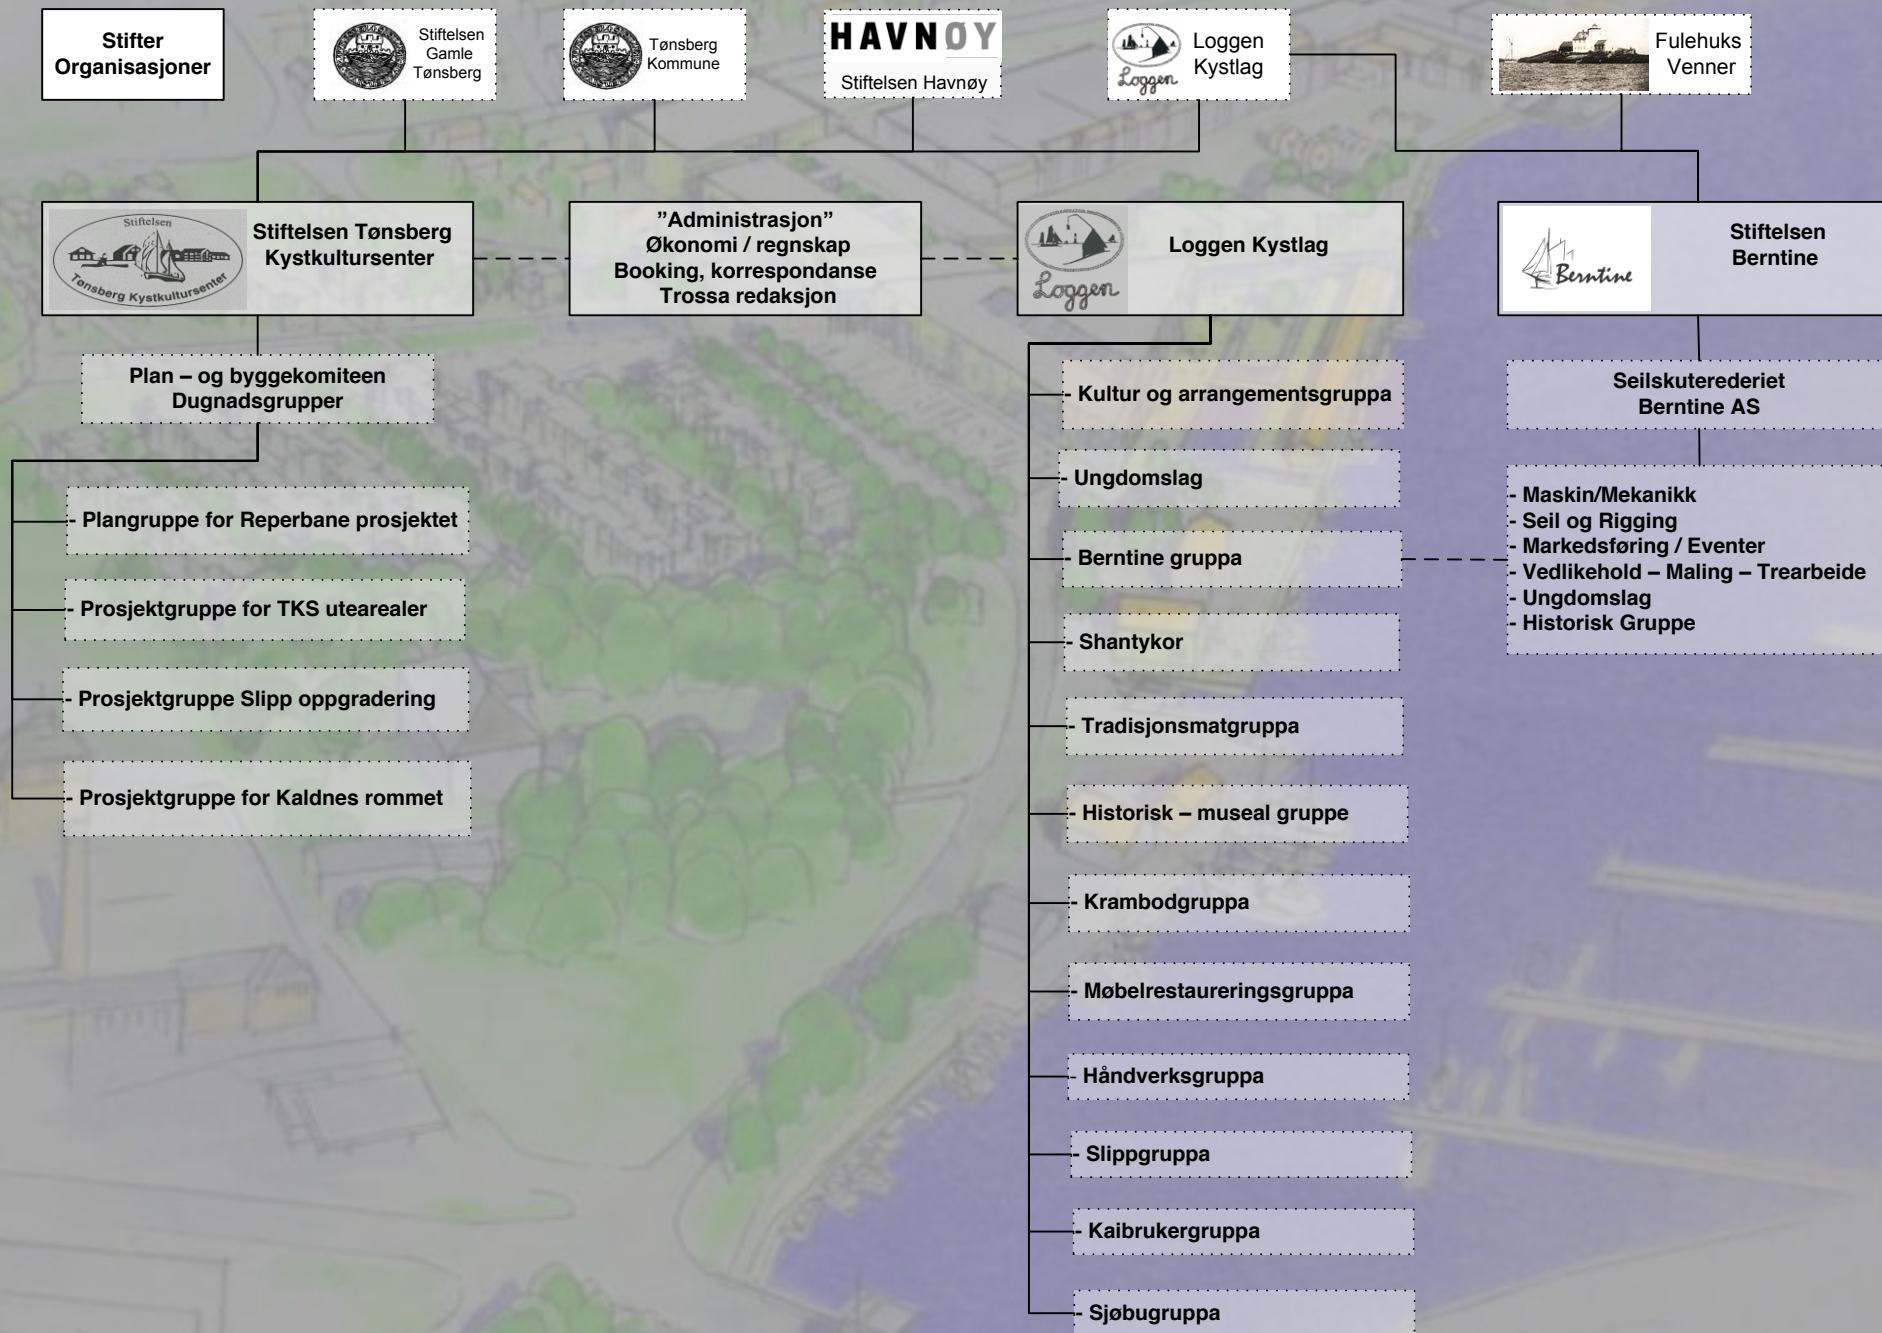 Stifter
Organisasjoner
Stiftelsen
Gamle
Tønsberg
Tønsberg
Kommune
HAVNØY
Stiftelsen Havnøy
Loggen
Loggen
Kystlag
Fulehuks
Venner
Stiftelsen
Tønsberg Kystkultursenter
Stiftelsen Tønsberg
Kystkultursenter
”Administrasjon”
Økonomi / regnskap
Booking, korrespondanse
Trossa redaksjon
Loggen
Loggen Kystlag
Berntine
Stiftelsen
Berntine
Plan – og byggekomiteen
Dugnadsgrupper
- Plangruppe for Reperbane prosjektet
- Prosjektgruppe for TKS utearealer
- Prosjektgruppe Slipp oppgradering
- Prosjektgruppe for Kaldnes rommet
- Kultur og arrangementsgruppa
- Ungdomslag
- Berntine gruppa
- Shantykor
- Tradisjonsmatgruppa
- Historisk – museal gruppe
- Krambodgruppa
- Møbelrestaureringsgruppa
- Håndverksgruppa
- Slippgruppa
- Kaibrukergruppa
- Sjøbugruppa
Seilskuterederiet
Berntine AS
- Maskin/Mekanikk
- Seil og Rigging
- Markedsføring / Eventer
- Vedlikehold – Maling – Trearbeide
- Ungdomslag
- Historisk Gruppe